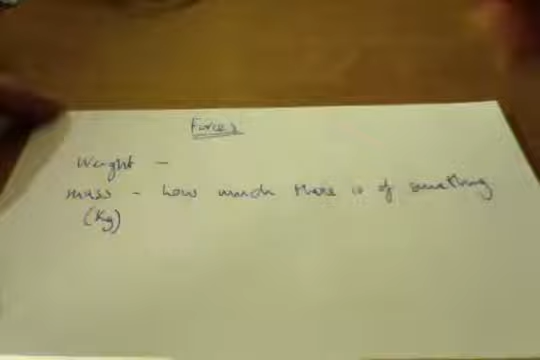 Forces
Weight -
mass - how much there is of something
(kg)